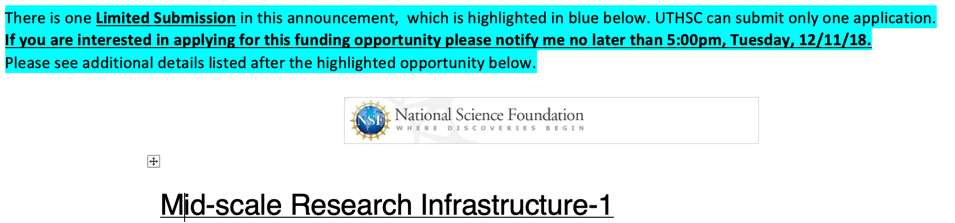 There is one Limited Submission in this announcement, which is highlighted in blue below. UTHSC can submit only one application.
If you are interested in applying for this funding opportunity please notify me no later than 5:00pm, Tuesday, 12/11/18.
Please see additional details listed after the highlighted opportunity below.
NSF
National Science Foundation
WHERE DISCOVERIES BEGIN
Mid-scale Research Infrastructure-1